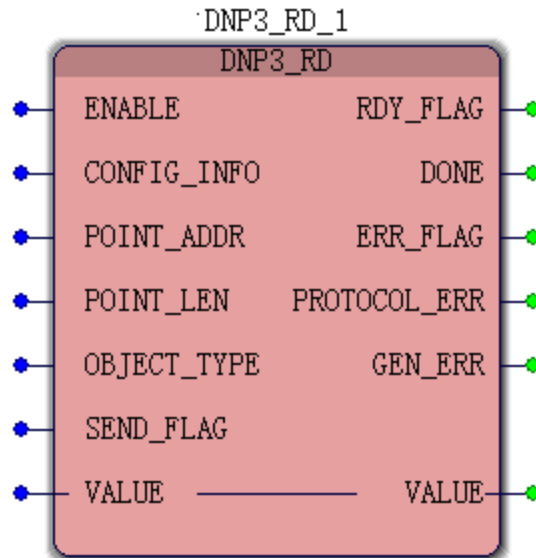 DNP3_RD_1
DNP3_RD
ENABLE RDY_FLAG
CONFIG_INFO DONE
POINT_ADDR ERR_FLAG
POINT_LEN PROTOCOL_ERR
OBJECT_TYPE GEN_ERR
SEND_FLAG
VALUE VALUE